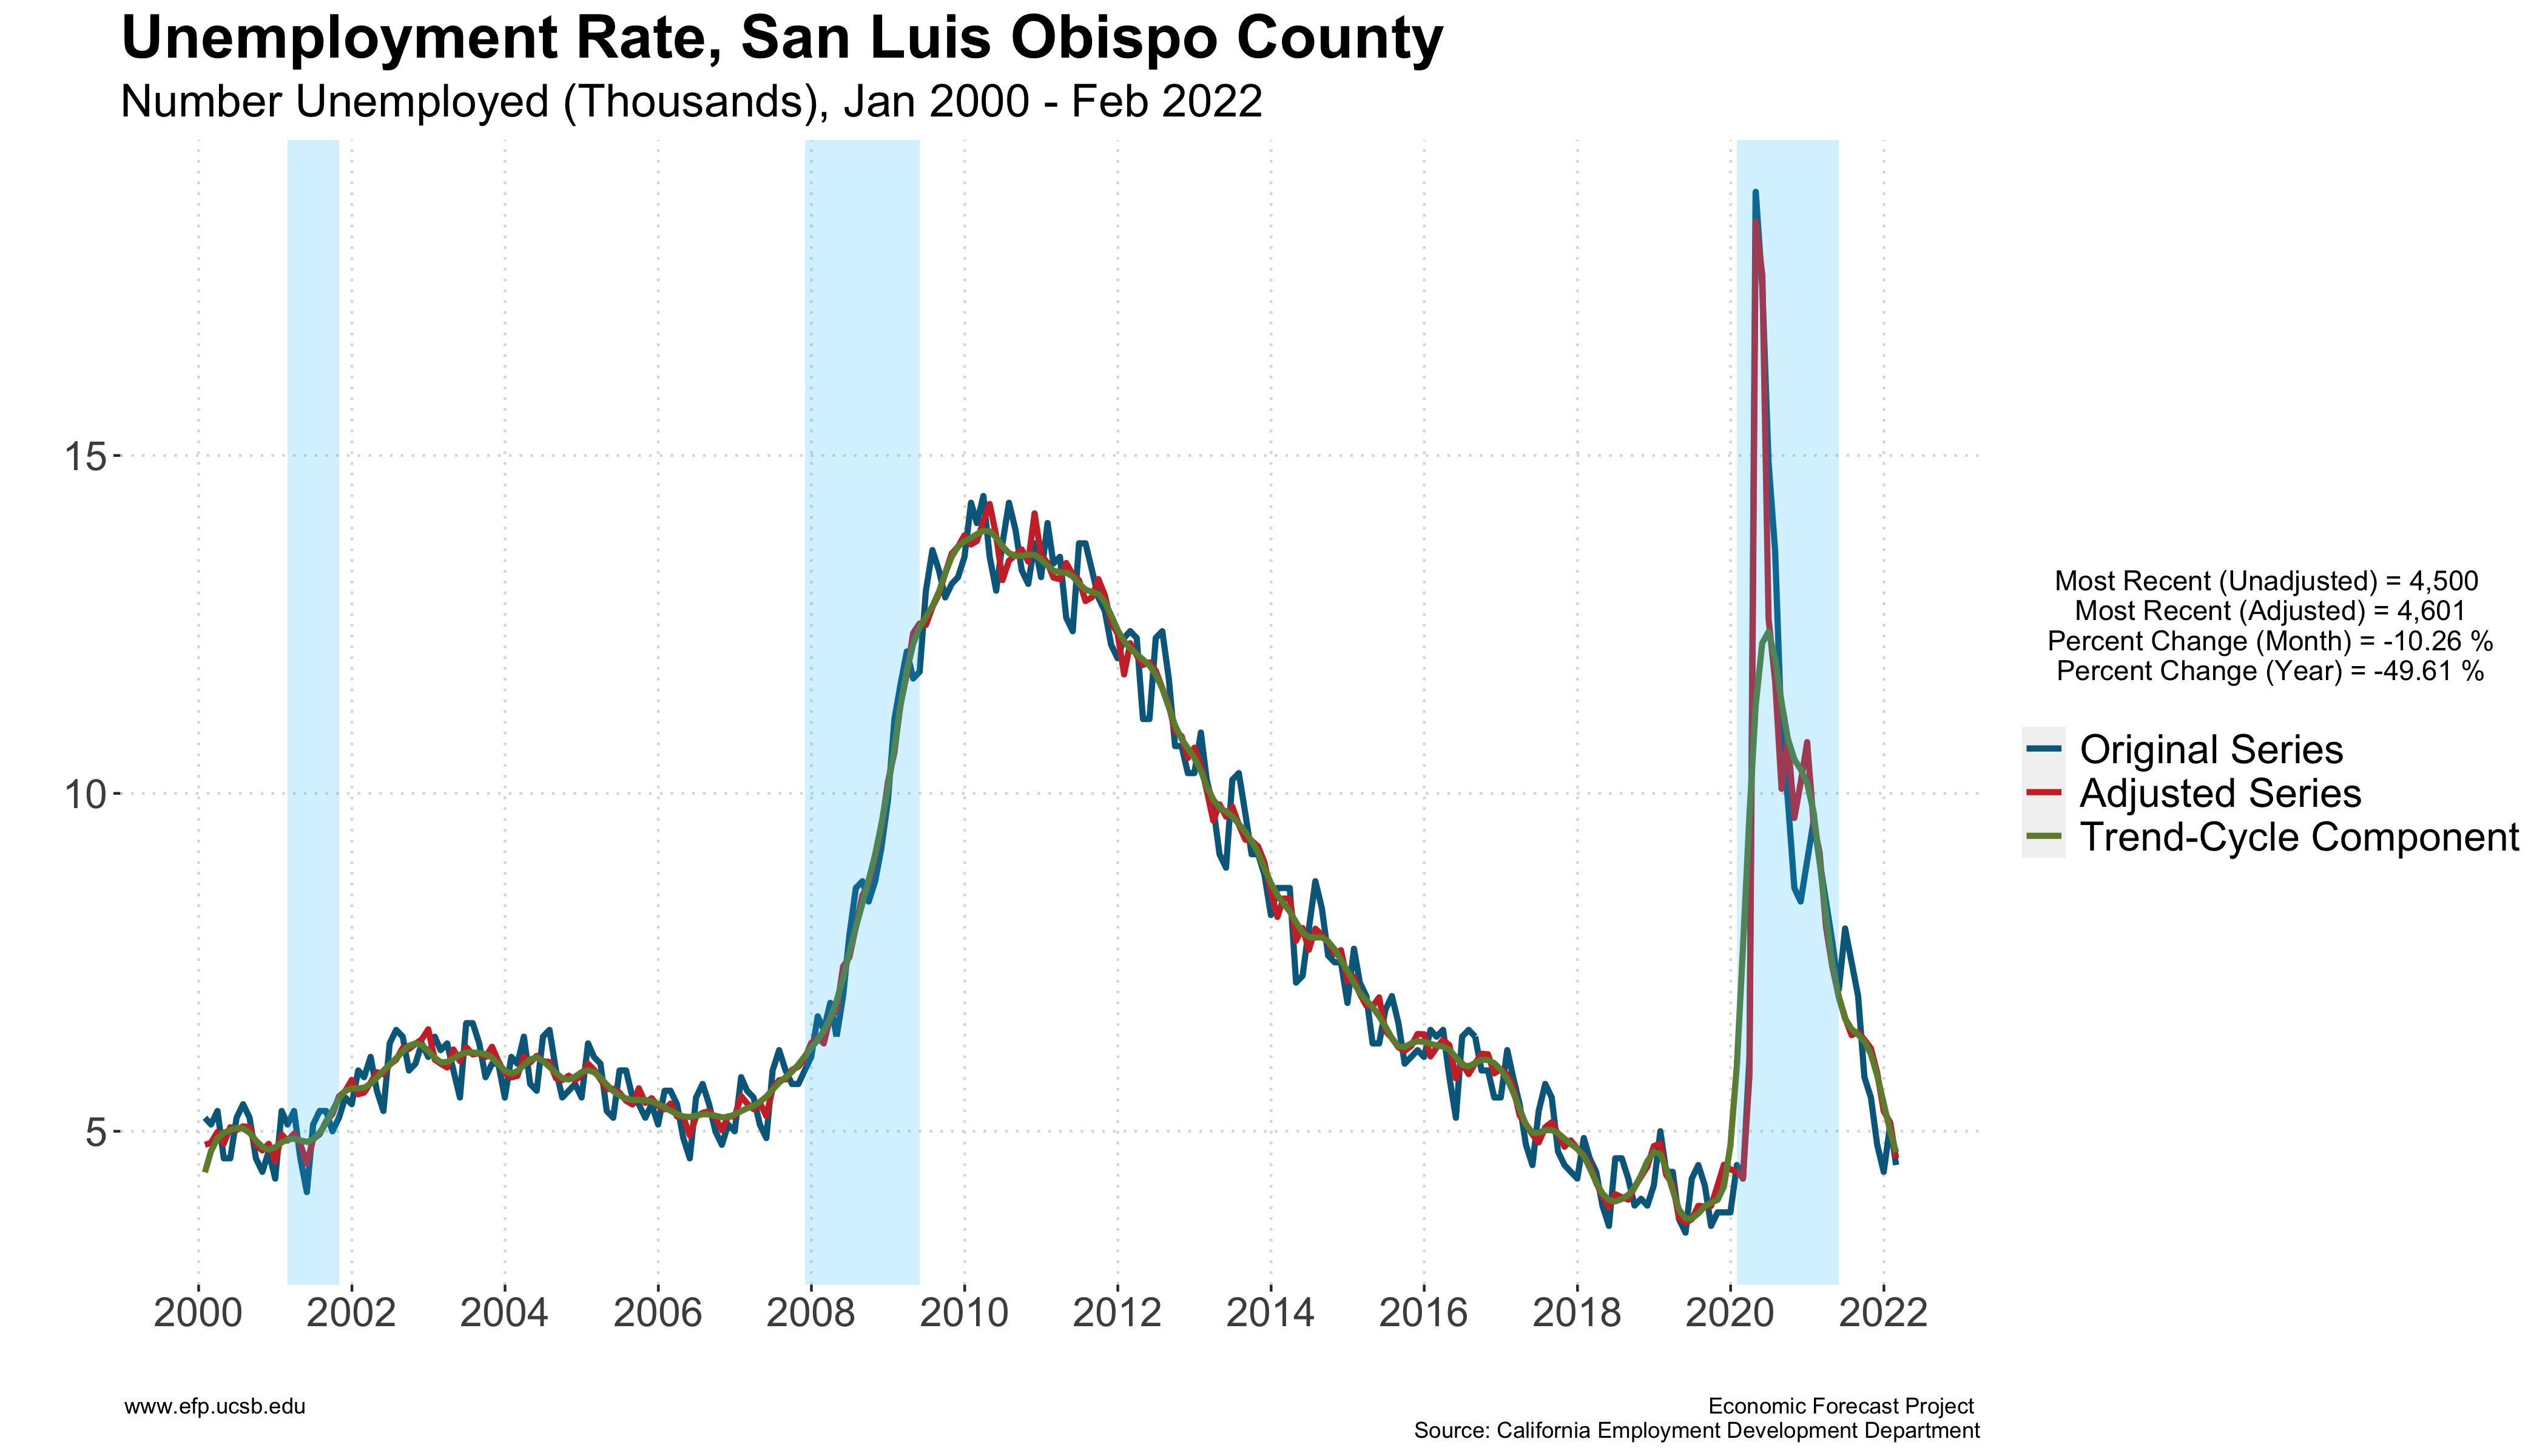 Unemployment Rate, San Luis Obispo County
Number Unemployed (Thousands), Jan 2000 - Feb 2022
15
10
5
2000 2002 2004 2006 2008 2010 2012 2014 2016 2018 2020 2022
Most Recent (Unadjusted) = 4,500
Most Recent (Adjusted) = 4,601
Percent Change (Month) = -10.26 %
Percent Change (Year) = -49.61 %
Original Series
Adjusted Series
Trend-Cycle Component
www.efp.ucsb.edu
Economic Forecast Project
Source: California Employment Development Department